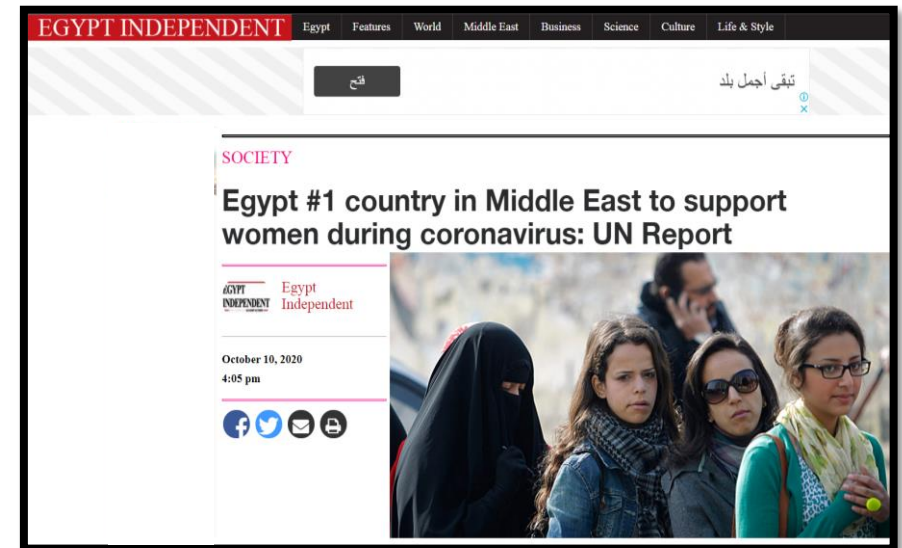 EGYPT INDEPENDENT Egypt Features World Middle East Business Science Culture Life & Style
فتح
تبقى أجمل بلد
SOCIETY
Egypt #1 country in Middle East to support
women during coronavirus: UN Report
EGYPT
INDEPENDENT
Egypt
Independent
October 10, 2020
4:05 pm